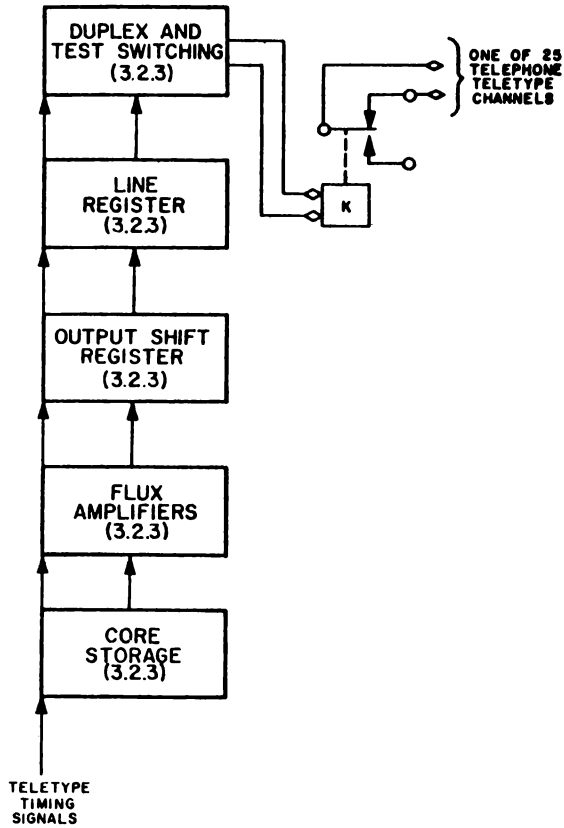 DUPLEX AND
TEST SWITCHING
(3.2.3)
ONE OF 25
TELEPHONE
TELETYPE
CHANNELS
LINE
REGISTER
(3.2.3)
K
OUTPUT SHIFT
REGISTER
(3.2.3)
FLUX
AMPLIFIERS
(3.2.3)
CORE
STORAGE
(3.2.3)
TELETYPE
TIMING
SIGNALS